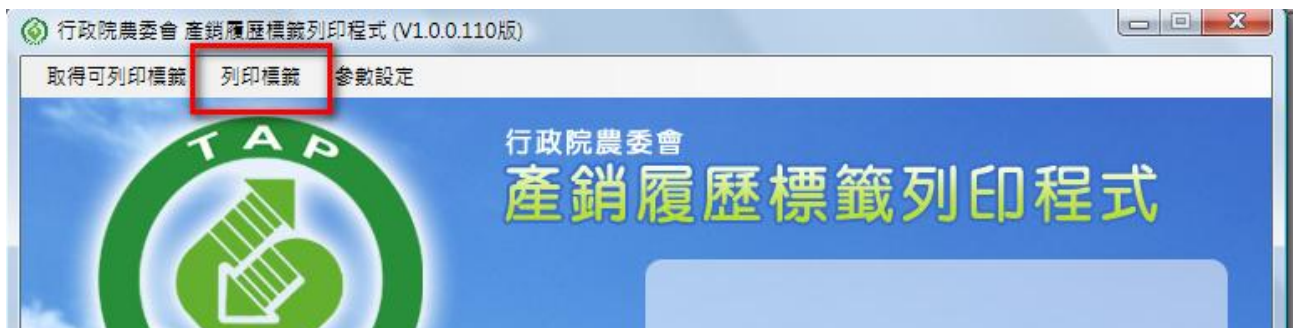 行政院農委會 產銷履歷標籤列印程式 (V1.0.0.110版)
取得可列印標籤 列印標籤 參數設定
TAP
行政院農委會
產銷履歷標籤列印程式